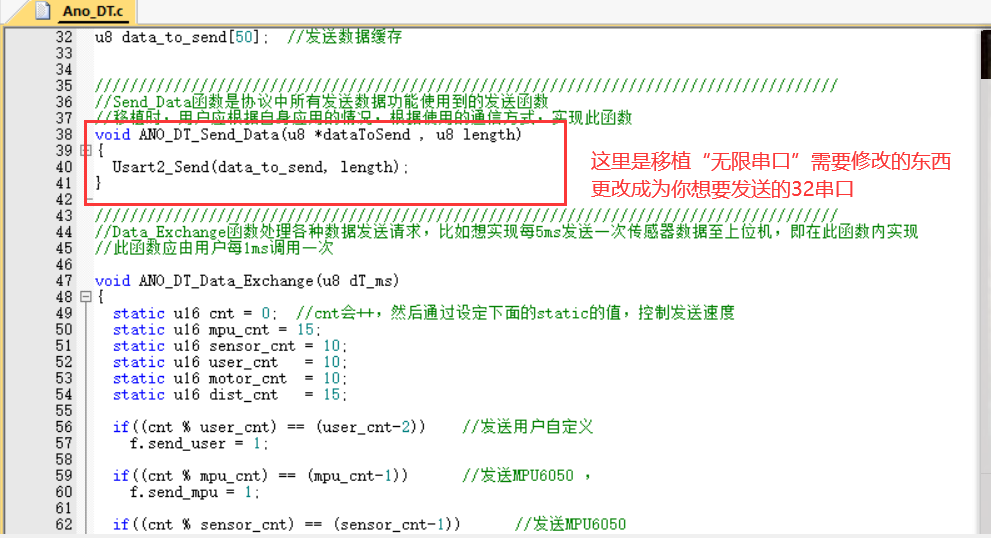 Ano_DT.c
32 u8 data_to_send[50]; //发送数据缓存
33
34
35 ////////////////////////////////////////////////////////////////////////////////////
36 //Send_Data函数是协议中所有发送数据功能使用到的发送函数
37 //移植时，用户应根据自身应用的情况，根据使用的通信方式，实现此函数
38 void ANO_DT_Send_Data(u8 *dataToSend , u8 length)
39 {
40 Usart2_Send(data_to_send, length);
41 }
42
这里是移植“无限串口”需要修改的东西
更改成为你想要发送的32串口
43 ////////////////////////////////////////////////////////////////////////////////////
44 //Data_Exchange函数处理各种数据发送请求，比如想实现每5ms发送一次传感器数据至上位机，即在此函数内实现
45 //此函数应由用户每1ms调用一次
46
47 void ANO_DT_Data_Exchange(u8 dT_ms)
48 {
49 static u16 cnt = 0; //cnt会++，然后通过设定下面的static的值，控制发送速度
50 static u16 mpu_cnt = 15;
51 static u16 sensor_cnt = 10;
52 static u16 user_cnt = 10;
53 static u16 motor_cnt = 10;
54 static u16 dist_cnt = 15;
55
56 if((cnt % user_cnt) == (user_cnt-2)) //发送用户自定义
57 f.send_user = 1;
58
59 if((cnt % mpu_cnt) == (mpu_cnt-1)) //发送MPU6050 ，
60 f.send_mpu = 1;
61
62 if((cnt % sensor_cnt) == (sensor_cnt-1)) //发送MPU6050